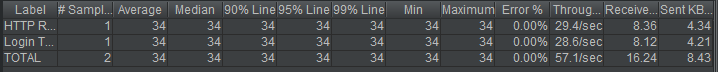 Label # Sampl... Average Median 90% Line 95% Line 99% Line Min Maximum Error % Throug... Receive... Sent KB...
HTTP R... 1 34 34 34 34 34 34 34 0.00% 29.4/sec 8.36 4.34
Login T... 1 34 34 34 34 34 34 34 0.00% 28.6/sec 8.12 4.21
TOTAL 2 34 34 34 34 34 34 34 0.00% 57.1/sec 16.24 8.43